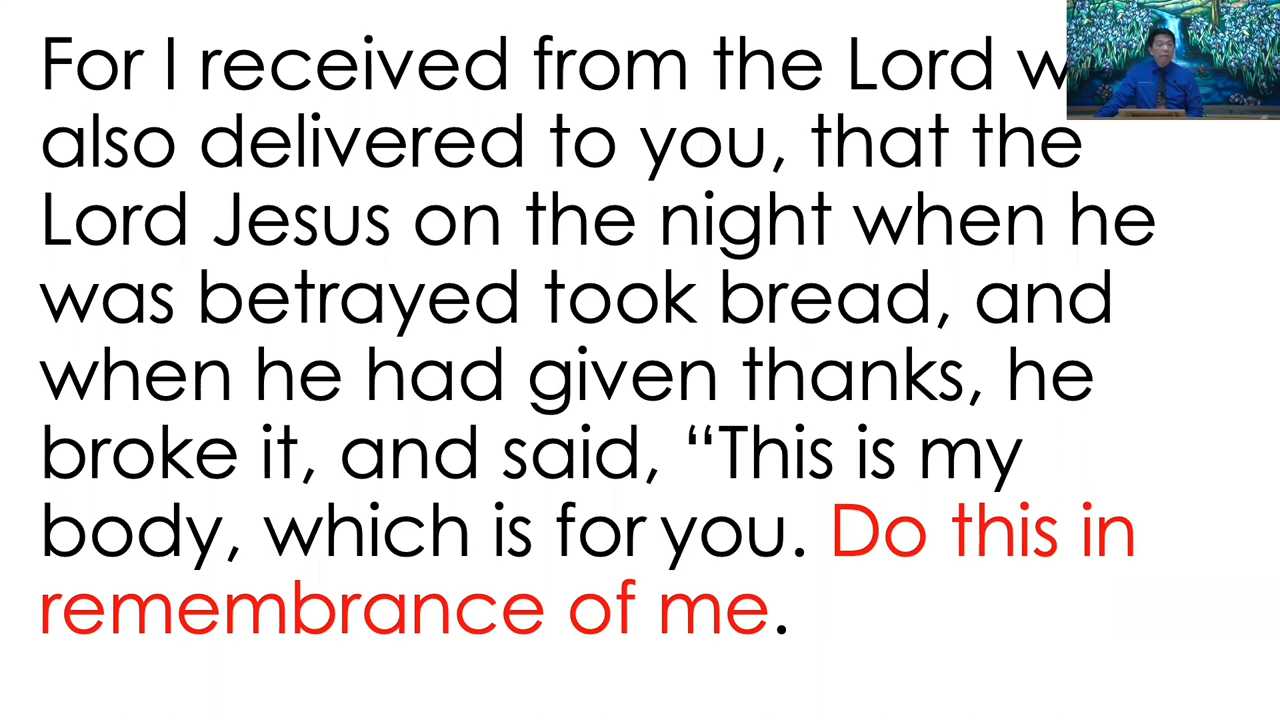 For I received from the Lord
also delivered to you, that the
Lord Jesus on the night when he
was betrayed took bread, and
when he had given thanks, he
broke it, and said, “This is my
body, which is for you. Do this in
remembrance of me.